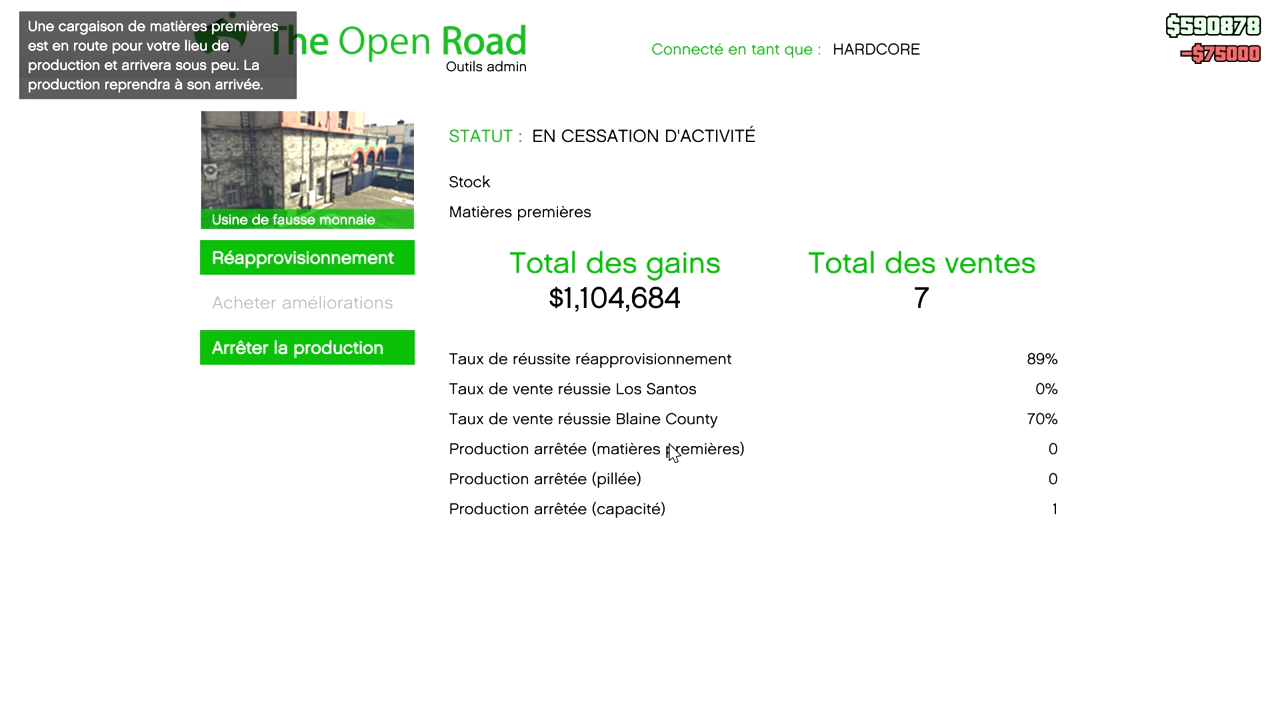 Une cargaison de matières premières
est en route pour votre lieu de
production et arrivera sous peu. La
production reprendra à son arrivée.
The Open Road
Outils admin
Connecté en tant que : HARDCORE
$590878
-$75000
STATUT : EN CESSATION D'ACTIVITÉ
Stock
Matières premières
Usine de fausse monnaie
Réapprovisionnement
Acheter améliorations
Arrêter la production
Total des gains
$1,104,684
Total des ventes
7
Taux de réussite réapprovisionnement 89%
Taux de vente réussie Los Santos 0%
Taux de vente réussie Blaine County 70%
Production arrêtée (matières premières) 0
Production arrêtée (pillée) 0
Production arrêtée (capacité) 1